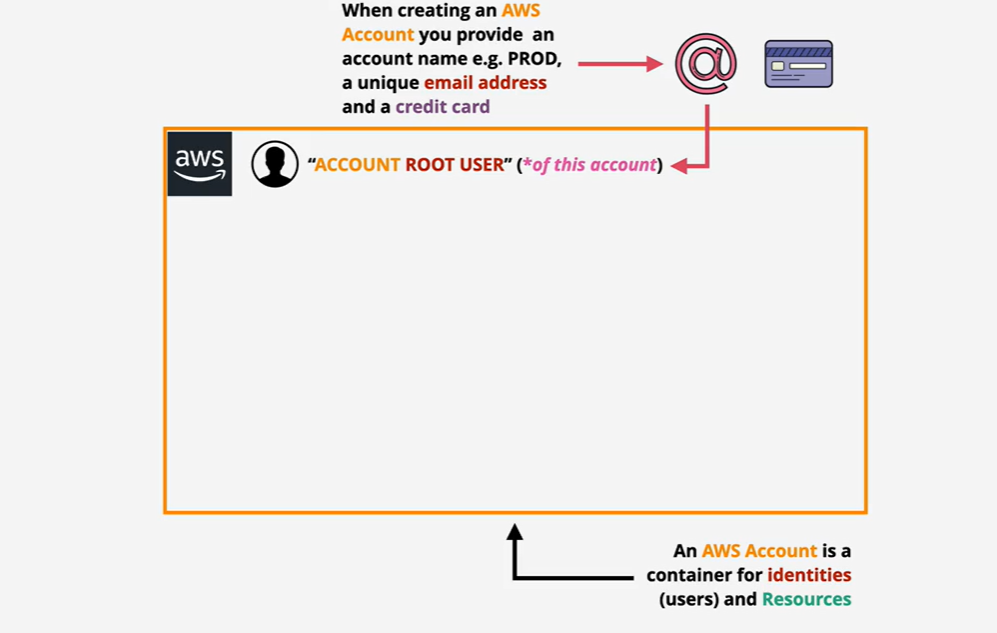 When creating an AWS
Account you provide an
account name e.g. PROD,
a unique email address
and a credit card
@
aws
“ACCOUNT ROOT USER” (*of this account)
An AWS Account is a
container for identities
(users) and Resources